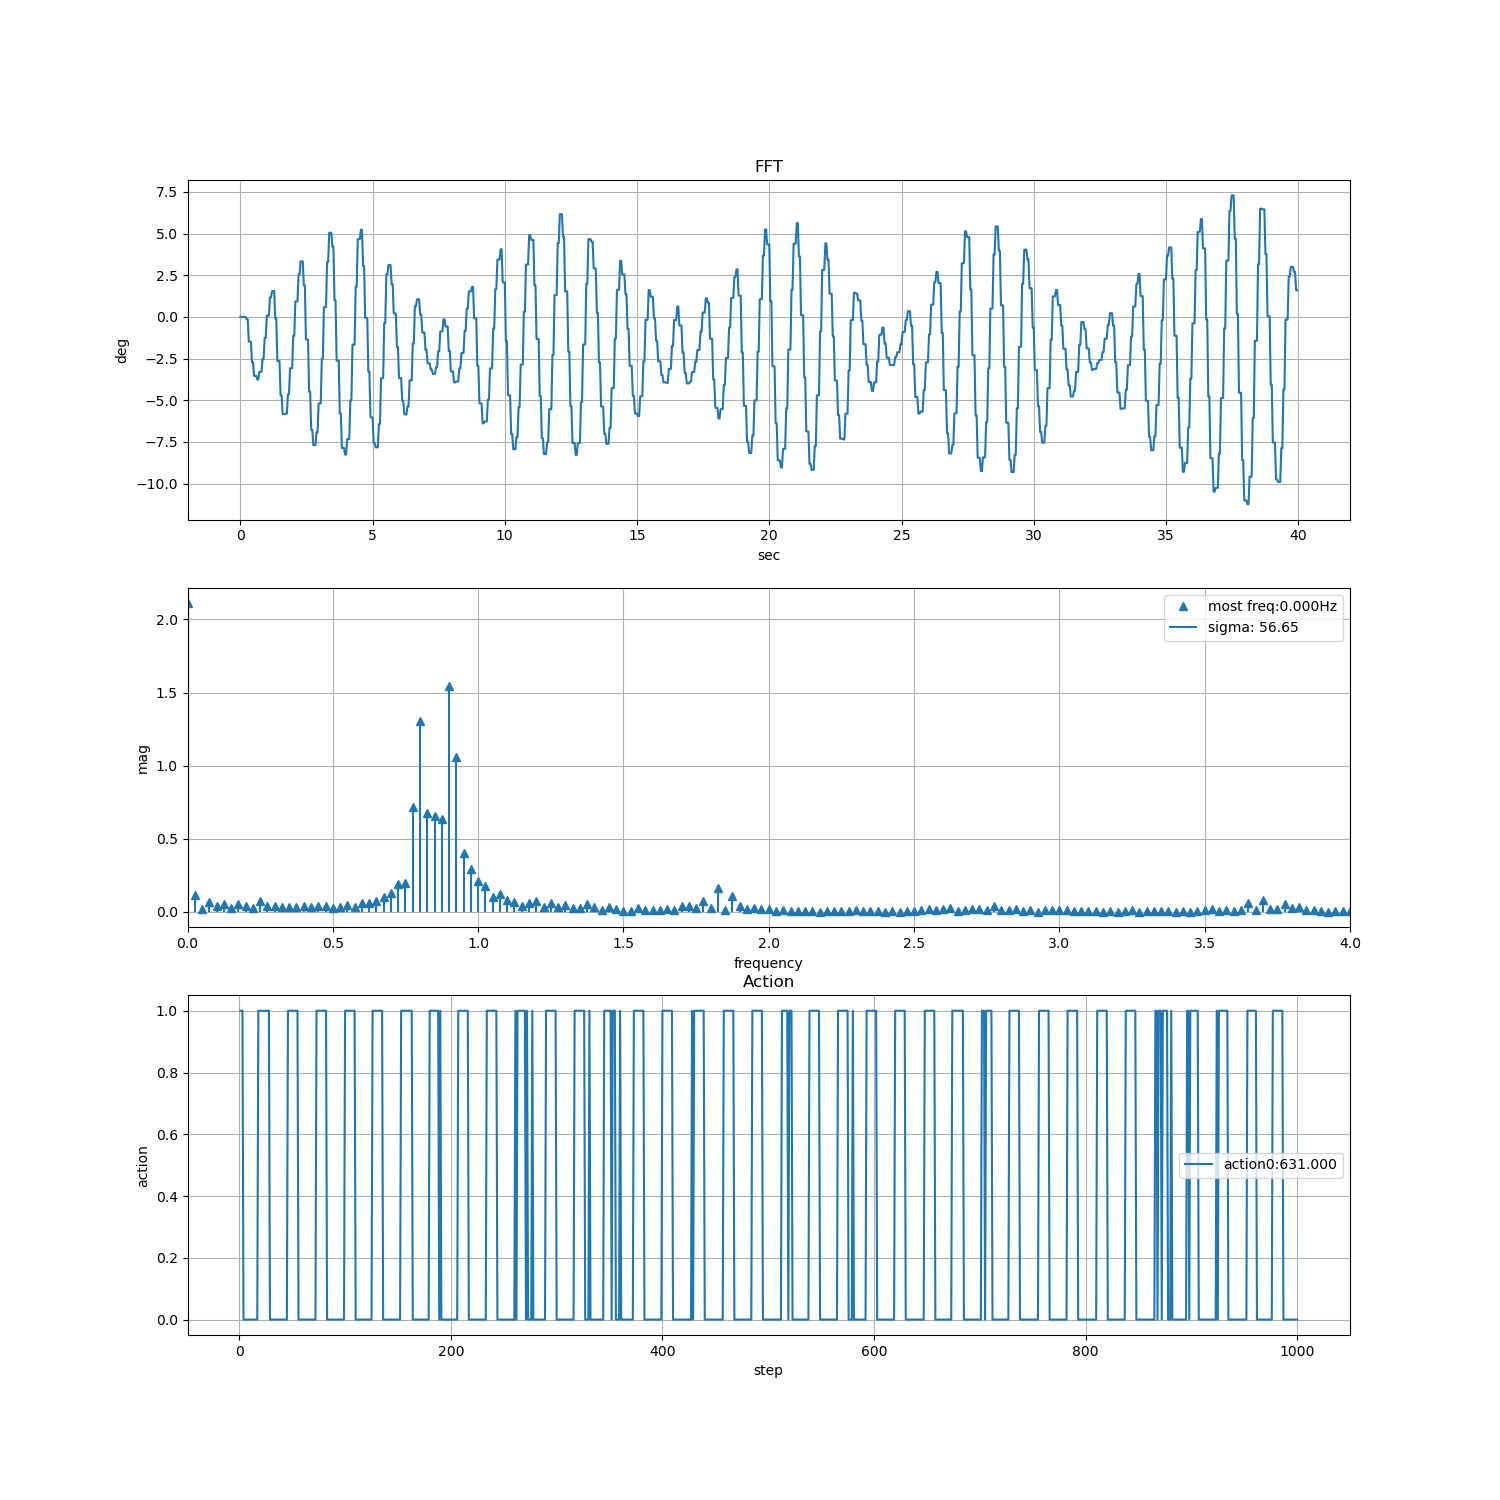 FFT
7.5
5.0
2.5
0.0
−2.5
−5.0
−7.5
−10.0
deg
0 5 10 15 20 25 30 35 40
sec
most freq:0.000Hz
sigma: 56.65
2.0
1.5
1.0
0.5
0.0
mag
0.0 0.5 1.0 1.5 2.0 2.5 3.0 3.5 4.0
frequency
Action
1.0
0.8
0.6
0.4
0.2
0.0
action
action0:631.000
0 200 400 600 800 1000
step